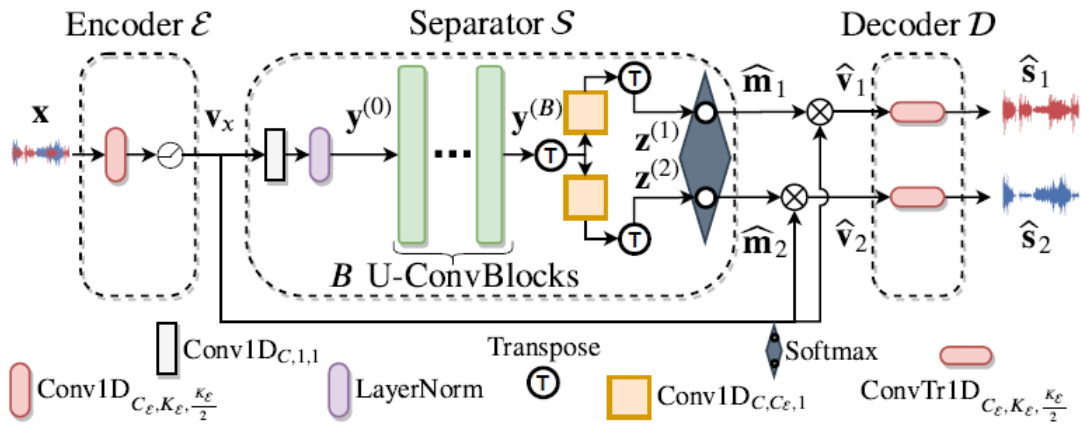 Encoder ℰ
Separator 𝒮
Decoder 𝒟
x
v_x
y^(0)
y^(B)
T
T
T
z^(1)
z^(2)
m̂_1
m̂_2
v̂_1
v̂_2
ŝ_1
ŝ_2
B U-ConvBlocks
Conv1D_{C,1,1}
Transpose
T
Softmax
Conv1D_{C_ℰ, K_ℰ, K_ℰ/2}
LayerNorm
Conv1D_{C,C_ℰ,1}
ConvTr1D_{C_ℰ, K_ℰ, K_ℰ/2}